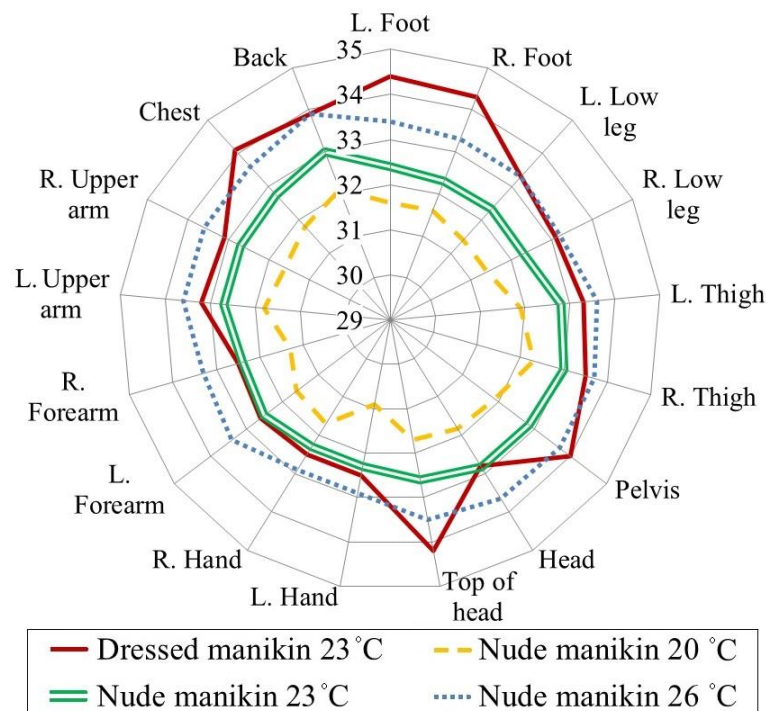 L. Foot
R. Foot
L. Low
leg
R. Low
leg
L. Thigh
R. Thigh
Pelvis
Head
Top of
head
L. Hand
R. Hand
L.
Forearm
R.
Forearm
L. Upper
arm
R. Upper
arm
Chest
Back
35
34
33
32
31
30
29
Dressed manikin 23 °C
Nude manikin 20 °C
Nude manikin 23 °C
Nude manikin 26 °C